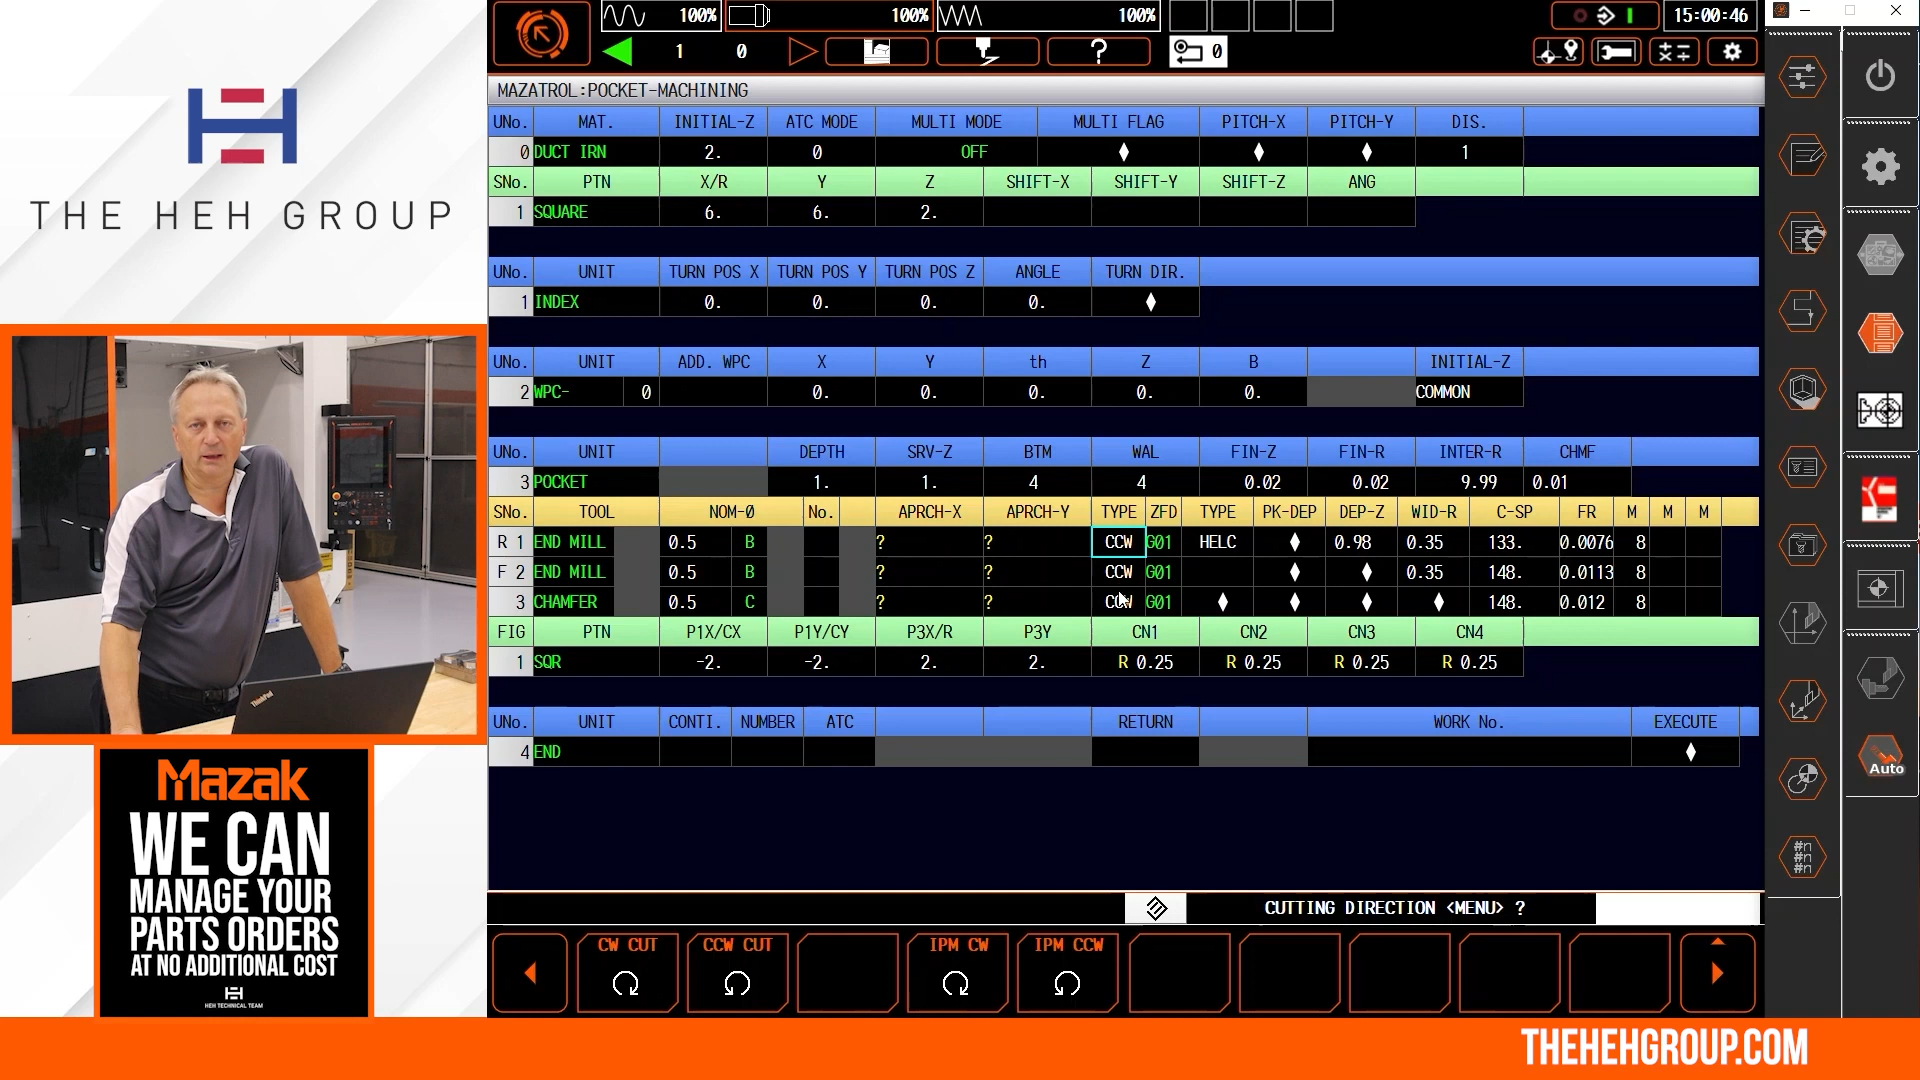 THE HEH GROUP
ThinkPad
Mazak
WE CAN
MANAGE YOUR
PARTS ORDERS
AT NO ADDITIONAL COST
HEH TECHNICAL TEAM
100% 100% 100% 15:00:46
1 0 ? 0
MAZATROL:POCKET-MACHINING
UNo. MAT. INITIAL-Z ATC MODE MULTI MODE MULTI FLAG PITCH-X PITCH-Y DIS.
0 DUCT IRN 2. 0 OFF ♦ ♦ ♦ 1
SNo. PTN X/R Y Z SHIFT-X SHIFT-Y SHIFT-Z ANG
1 SQUARE 6. 6. 2.
UNo. UNIT TURN POS X TURN POS Y TURN POS Z ANGLE TURN DIR.
1 INDEX 0. 0. 0. 0. ♦
UNo. UNIT ADD. WPC X Y th Z B INITIAL-Z
2 WPC- 0 0. 0. 0. 0. 0. COMMON
UNo. UNIT DEPTH SRV-Z BTM WAL FIN-Z FIN-R INTER-R CHMF
3 POCKET 1. 1. 4 4 0.02 0.02 9.99 0.01
SNo. TOOL NOM-Ø No. APRCH-X APRCH-Y TYPE ZFD TYPE PK-DEP DEP-Z WID-R C-SP FR M M M
R 1 END MILL 0.5 B ? ? CCW G01 HELC ♦ 0.98 0.35 133. 0.0076 8
F 2 END MILL 0.5 B ? ? CCW G01 ♦ ♦ 0.35 148. 0.0113 8
3 CHAMFER 0.5 C ? ? CCW G01 ♦ ♦ ♦ ♦ 148. 0.012 8
FIG PTN P1X/CX P1Y/CY P3X/R P3Y CN1 CN2 CN3 CN4
1 SQR -2. -2. 2. 2. R 0.25 R 0.25 R 0.25 R 0.25
UNo. UNIT CONTI. NUMBER ATC RETURN WORK No. EXECUTE
4 END ♦
CUTTING DIRECTION <MENU> ?
CW CUT CCW CUT IPM CW IPM CCW
#n
#n
#n
Auto
THEHEHGROUP.COM